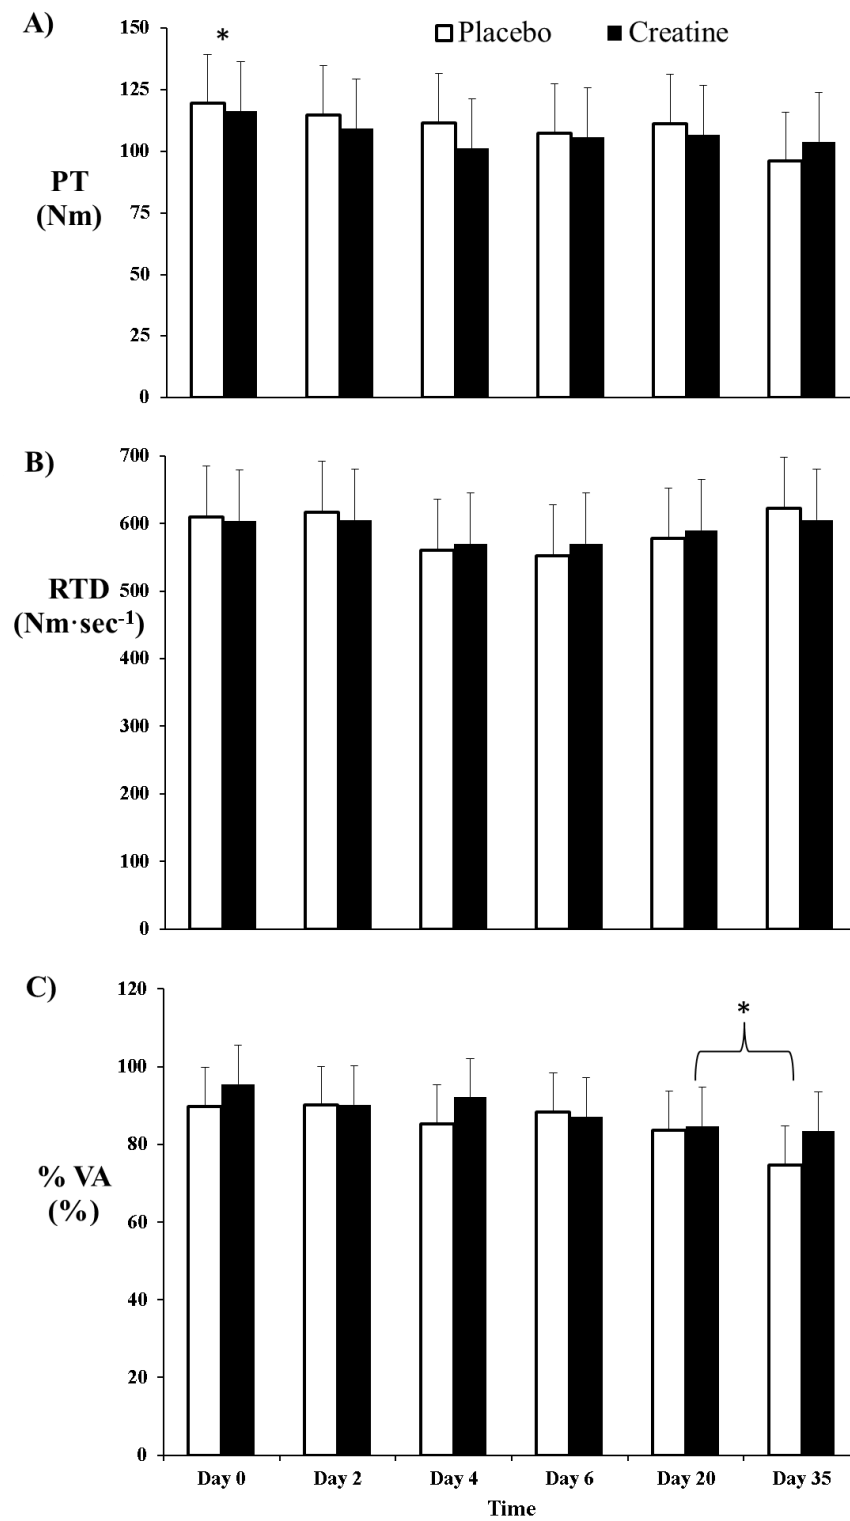 A)
*
Placebo Creatine
150
125
100
75
50
25
0
PT
(Nm)
B)
700
600
500
400
300
200
100
0
RTD
(Nm·sec⁻¹)
C)
*
120
100
80
60
40
20
0
% VA
(%)
Day 0 Day 2 Day 4 Day 6 Day 20 Day 35
Time